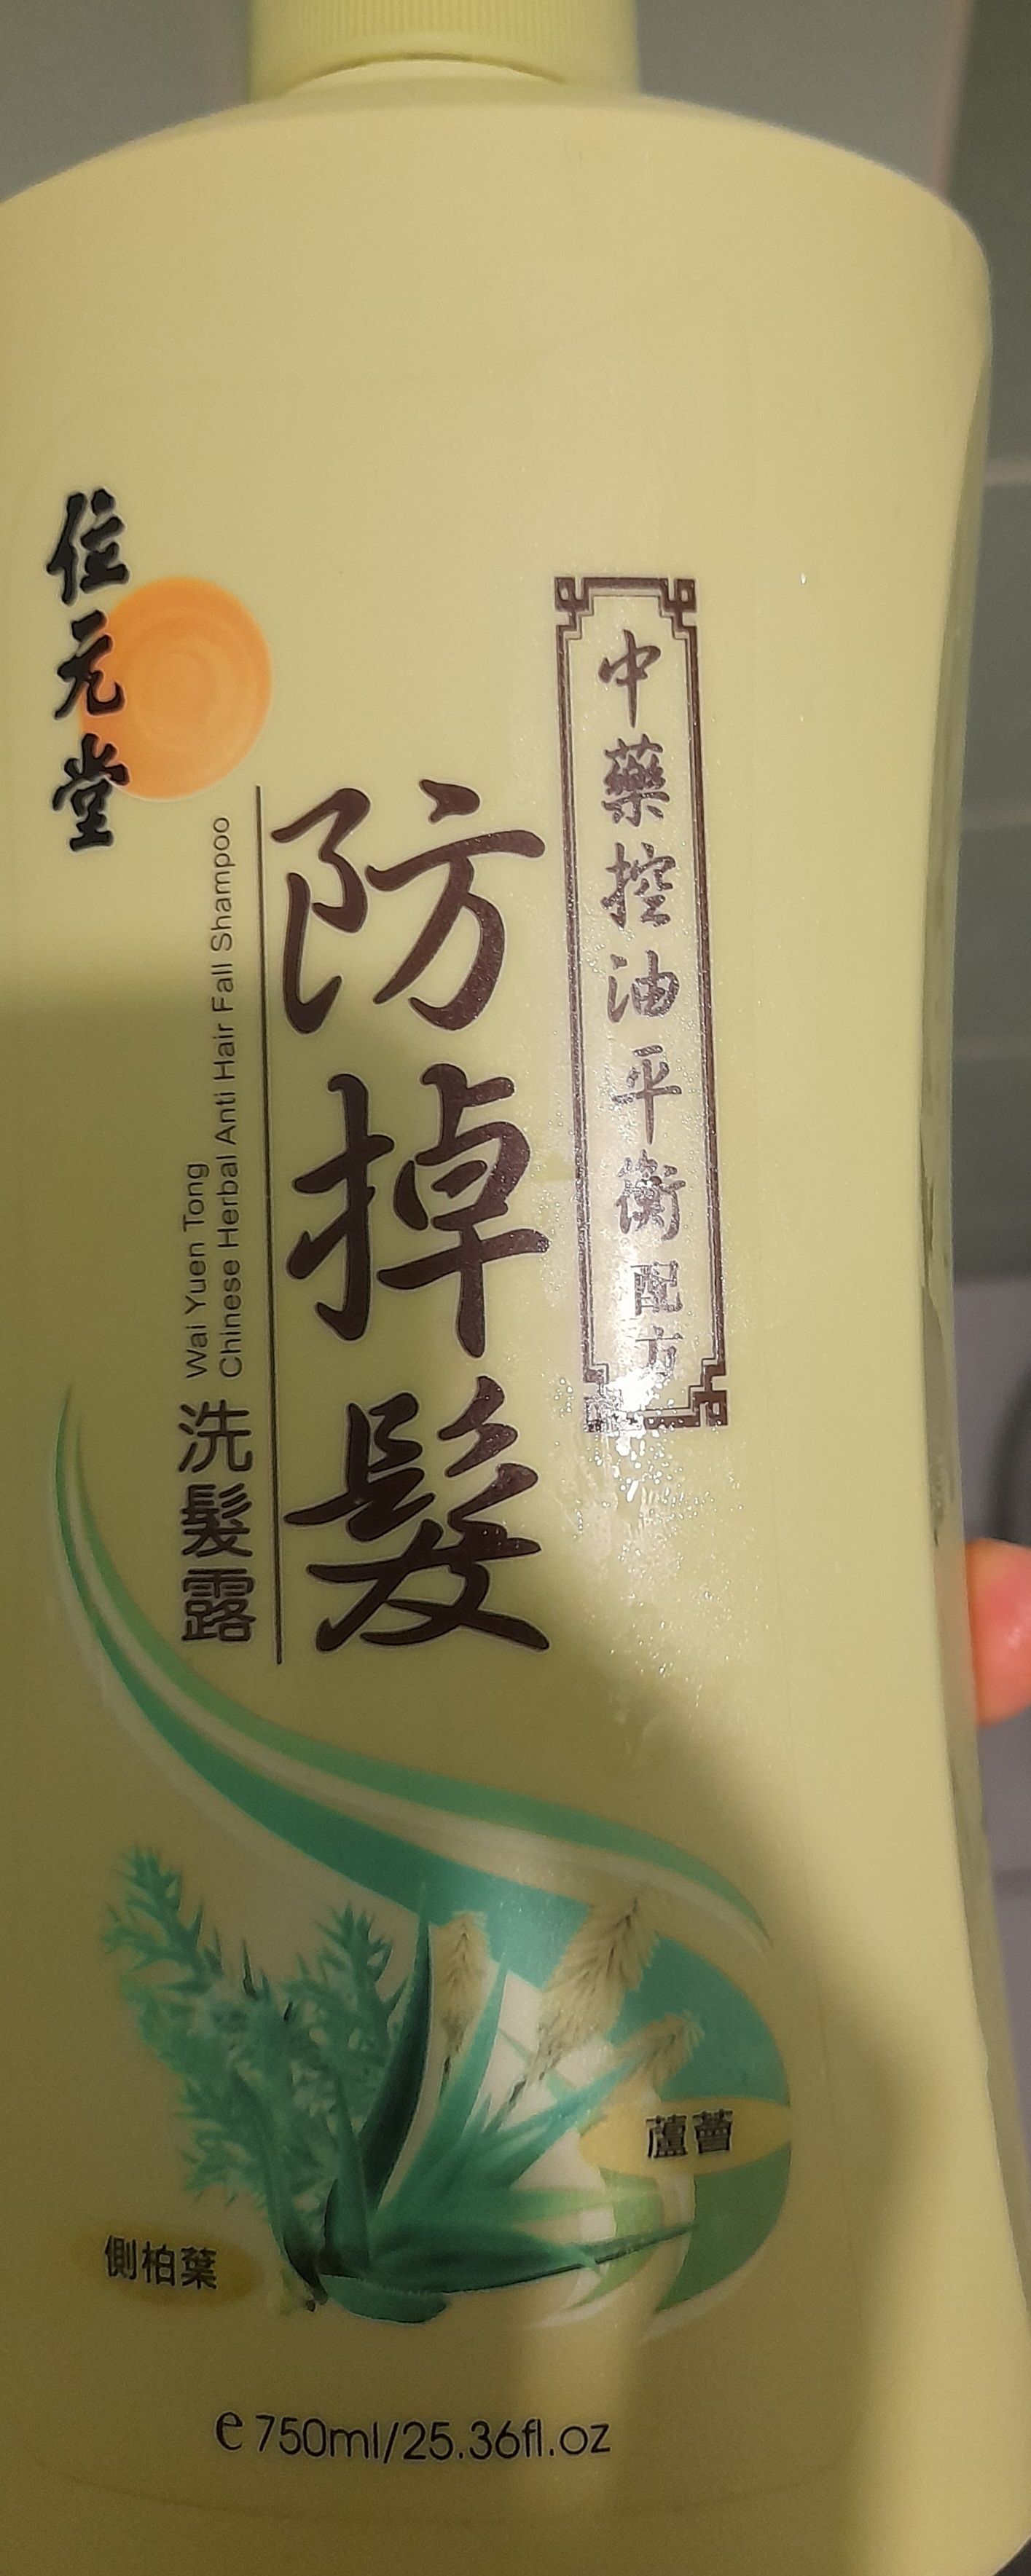 位元堂
中藥控油平衡配方
防掉髮
Wai Yuen Tong
Chinese Herbal Anti Hair Fall Shampoo
洗髮露
蘆薈
側柏葉
e 750ml/25.36fl.oz